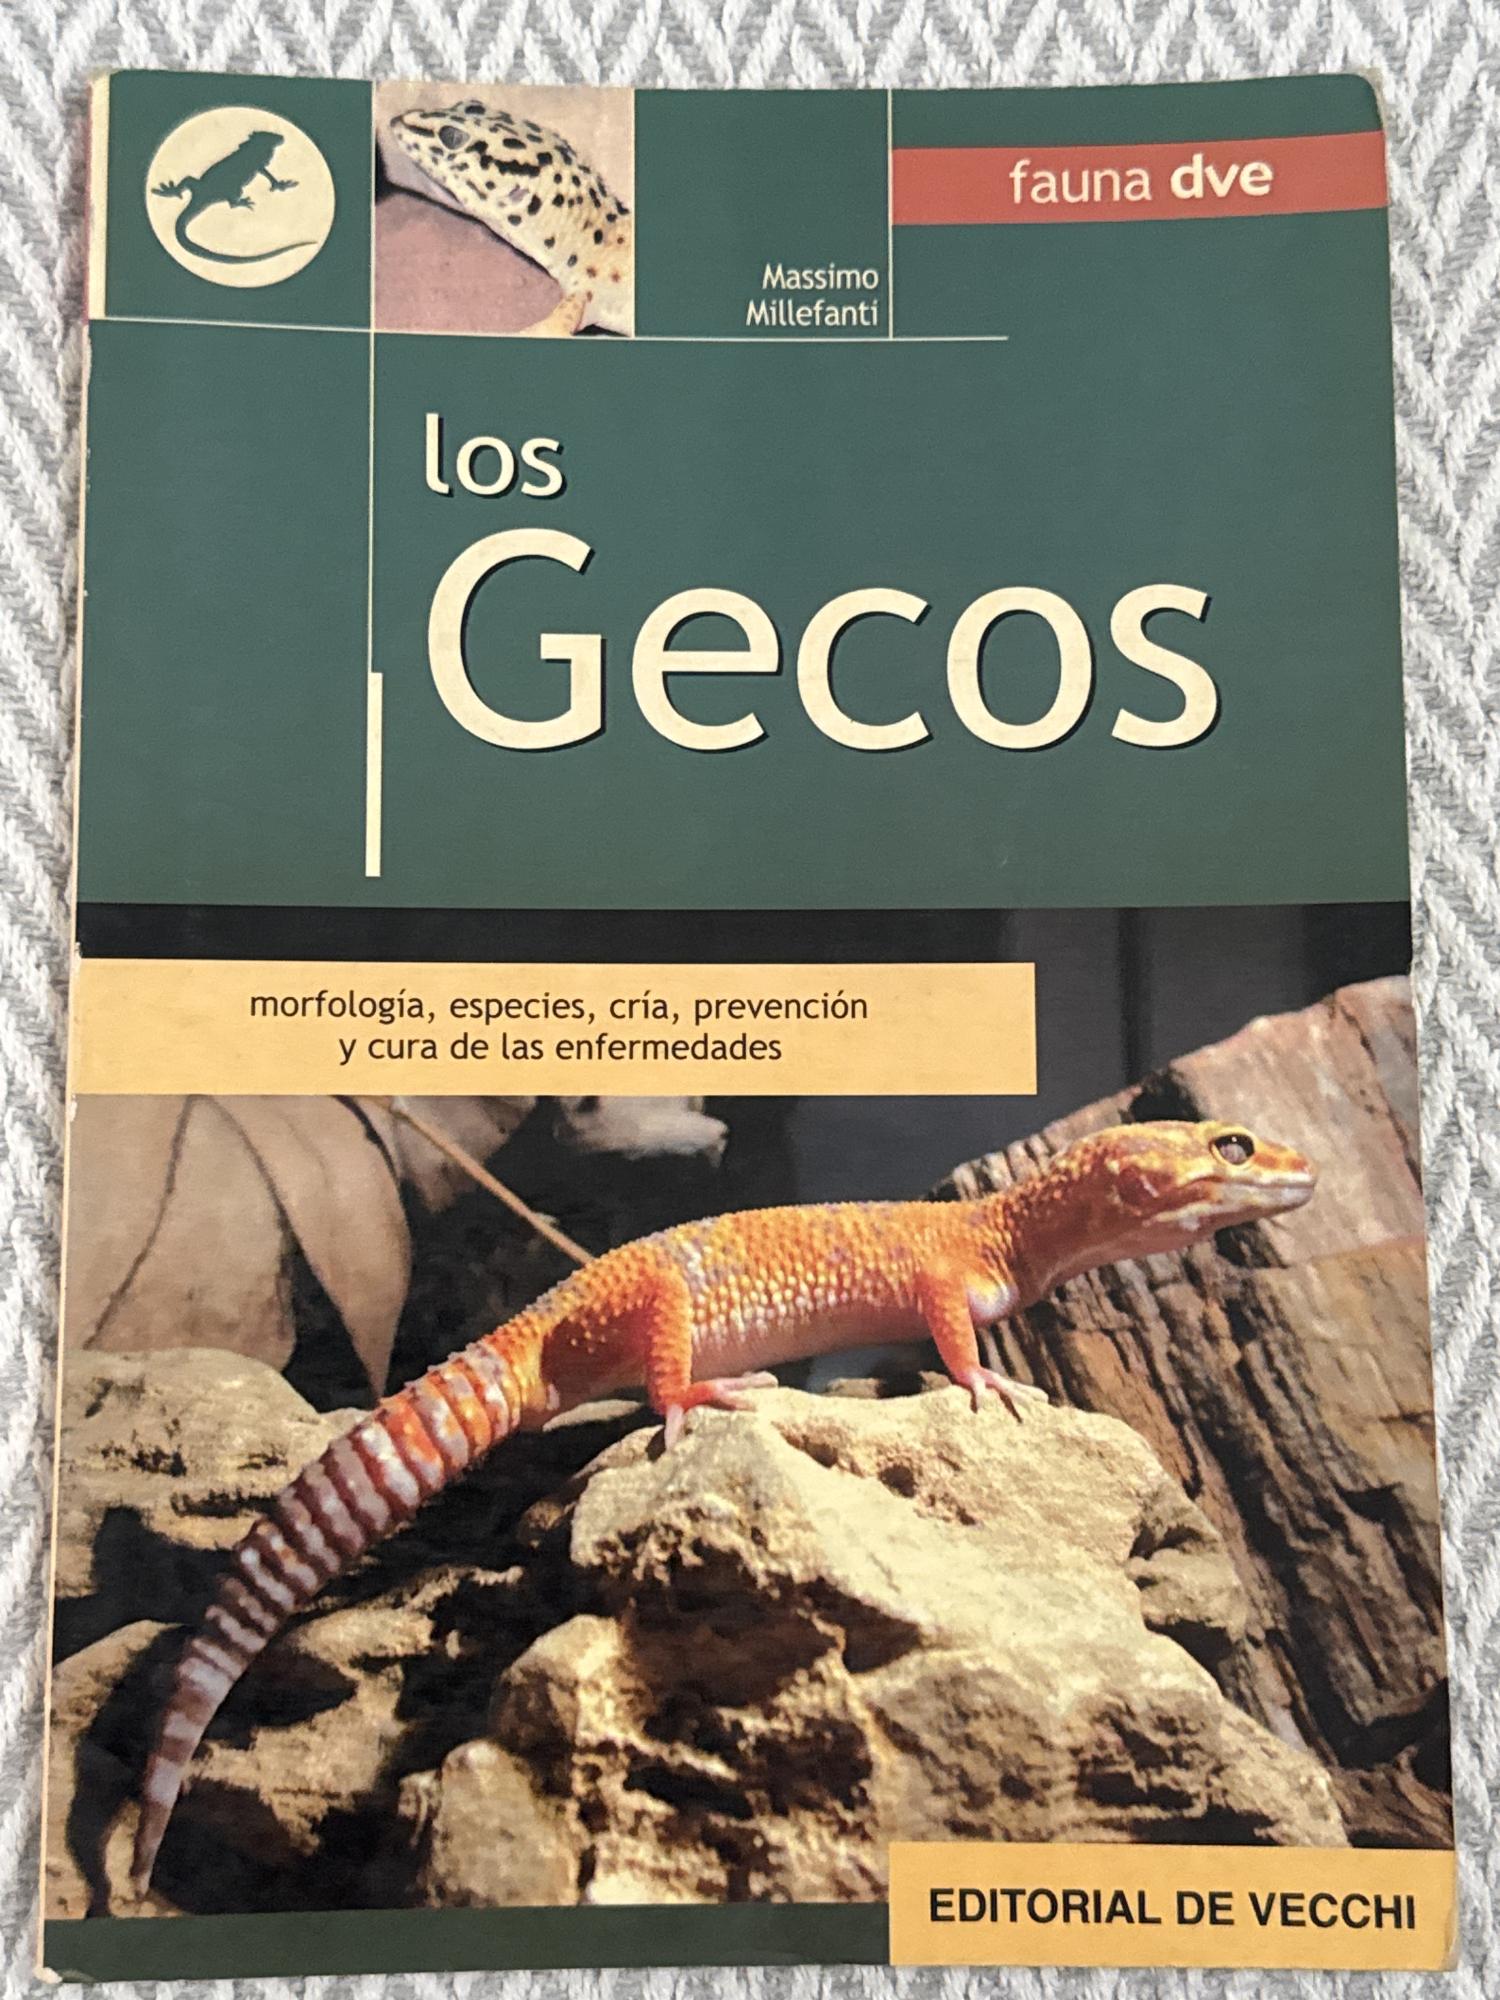 fauna dve
Massimo
Millefanti
los
Gecos
morfología, especies, cría, prevención
y cura de las enfermedades
EDITORIAL DE VECCHI